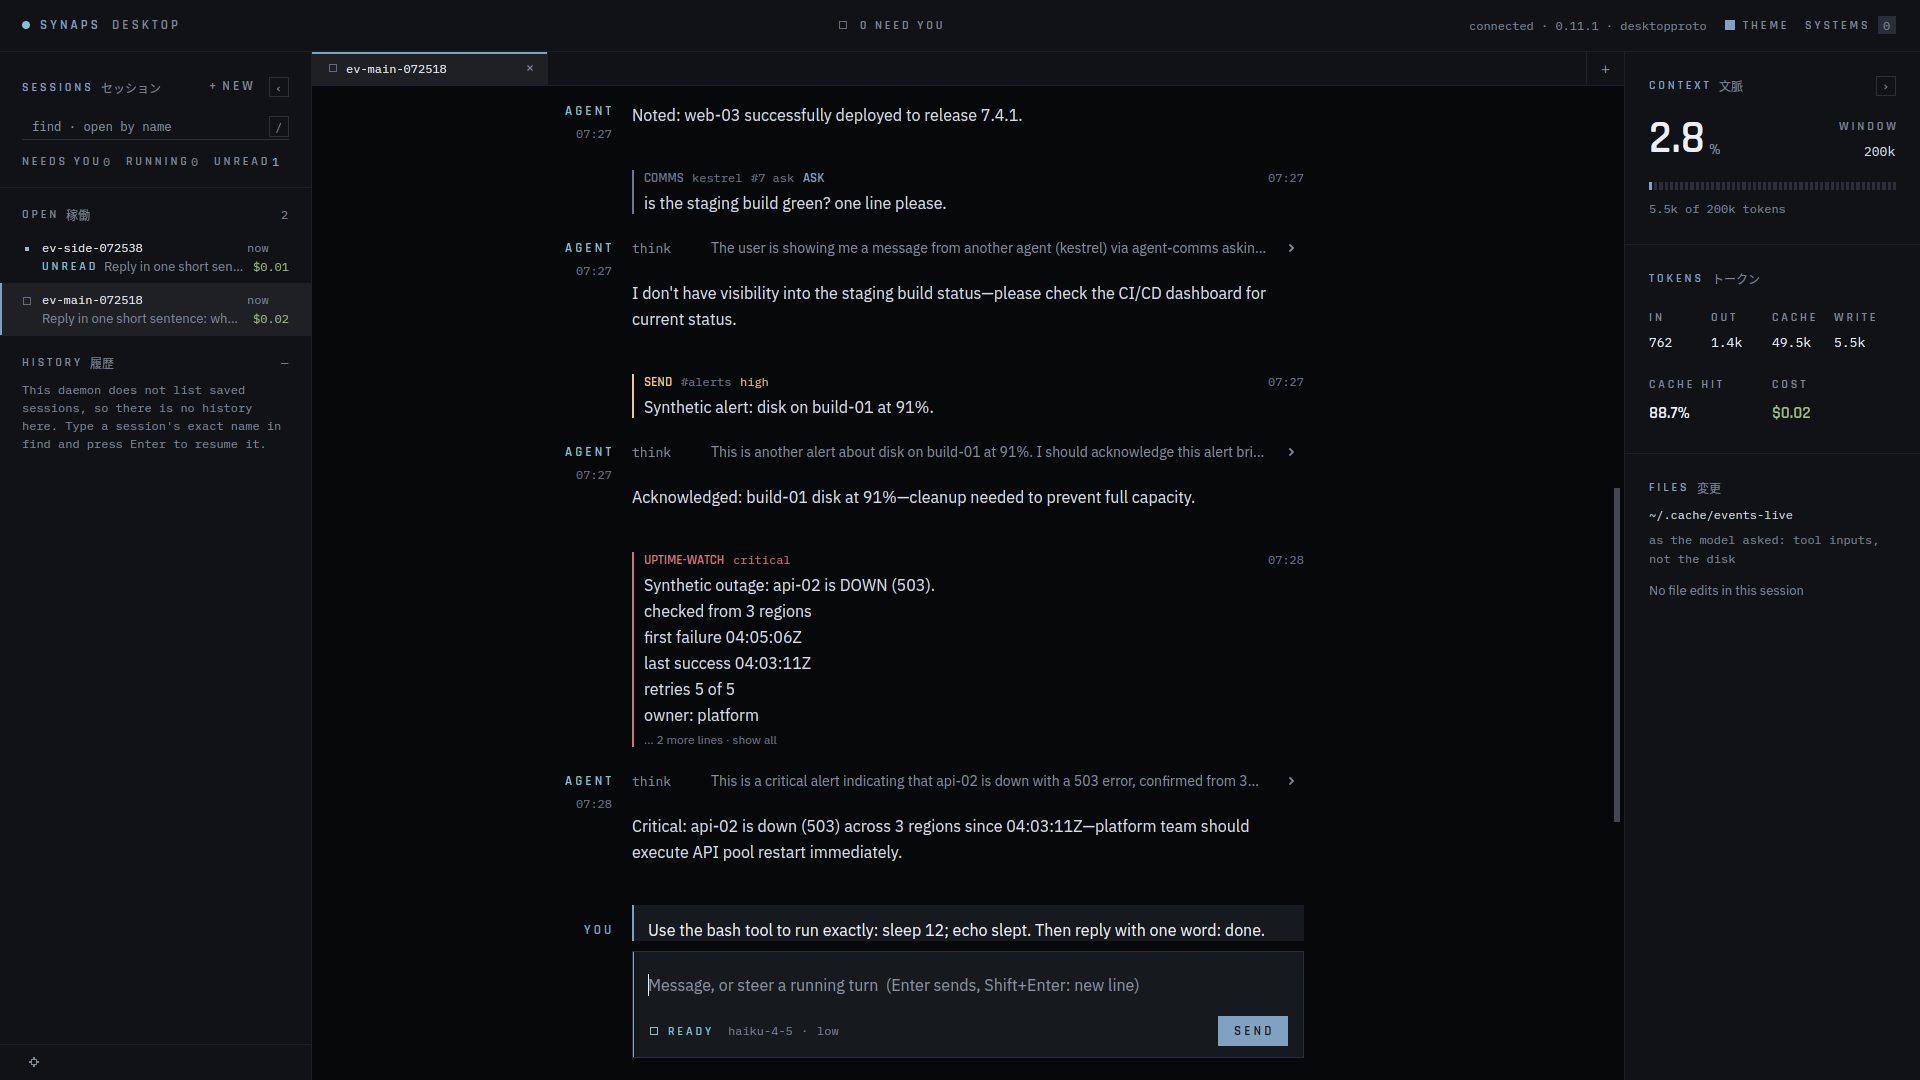 SYNAPS DESKTOP
0 NEED YOU
connected · 0.11.1 · desktopproto
THEME
SYSTEMS 0
SESSIONS セッション
+ NEW
‹
find · open by name
/
NEEDS YOU 0 RUNNING 0 UNREAD 1
OPEN 稼働 2
ev-side-072538 now
UNREAD Reply in one short sen... $0.01
ev-main-072518 now
Reply in one short sentence: wh... $0.02
HISTORY 履歴 —
This daemon does not list saved
sessions, so there is no history
here. Type a session's exact name in
find and press Enter to resume it.
ev-main-072518 ×
+
AGENT
07:27
Noted: web-03 successfully deployed to release 7.4.1.
COMMS kestrel #7 ask ASK 07:27
is the staging build green? one line please.
AGENT
07:27
think The user is showing me a message from another agent (kestrel) via agent-comms askin... ›
I don't have visibility into the staging build status—please check the CI/CD dashboard for
current status.
SEND #alerts high 07:27
Synthetic alert: disk on build-01 at 91%.
AGENT
07:27
think This is another alert about disk on build-01 at 91%. I should acknowledge this alert bri... ›
Acknowledged: build-01 disk at 91%—cleanup needed to prevent full capacity.
UPTIME-WATCH critical 07:28
Synthetic outage: api-02 is DOWN (503).
checked from 3 regions
first failure 04:05:06Z
last success 04:03:11Z
retries 5 of 5
owner: platform
... 2 more lines · show all
AGENT
07:28
think This is a critical alert indicating that api-02 is down with a 503 error, confirmed from 3... ›
Critical: api-02 is down (503) across 3 regions since 04:03:11Z—platform team should
execute API pool restart immediately.
YOU
Use the bash tool to run exactly: sleep 12; echo slept. Then reply with one word: done.
Message, or steer a running turn (Enter sends, Shift+Enter: new line)
READY haiku-4-5 · low
SEND
CONTEXT 文脈
›
2.8 %
WINDOW
200k
5.5k of 200k tokens
TOKENS トークン
IN OUT CACHE WRITE
762 1.4k 49.5k 5.5k
CACHE HIT COST
88.7% $0.02
FILES 変更
~/.cache/events-live
as the model asked: tool inputs,
not the disk
No file edits in this session